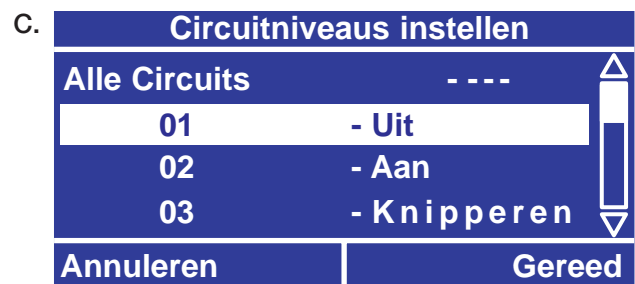 C. Circuitniveaus instellen
Alle Circuits - - - -
01 - Uit
02 - Aan
03 - Knipperen
Annuleren Gereed